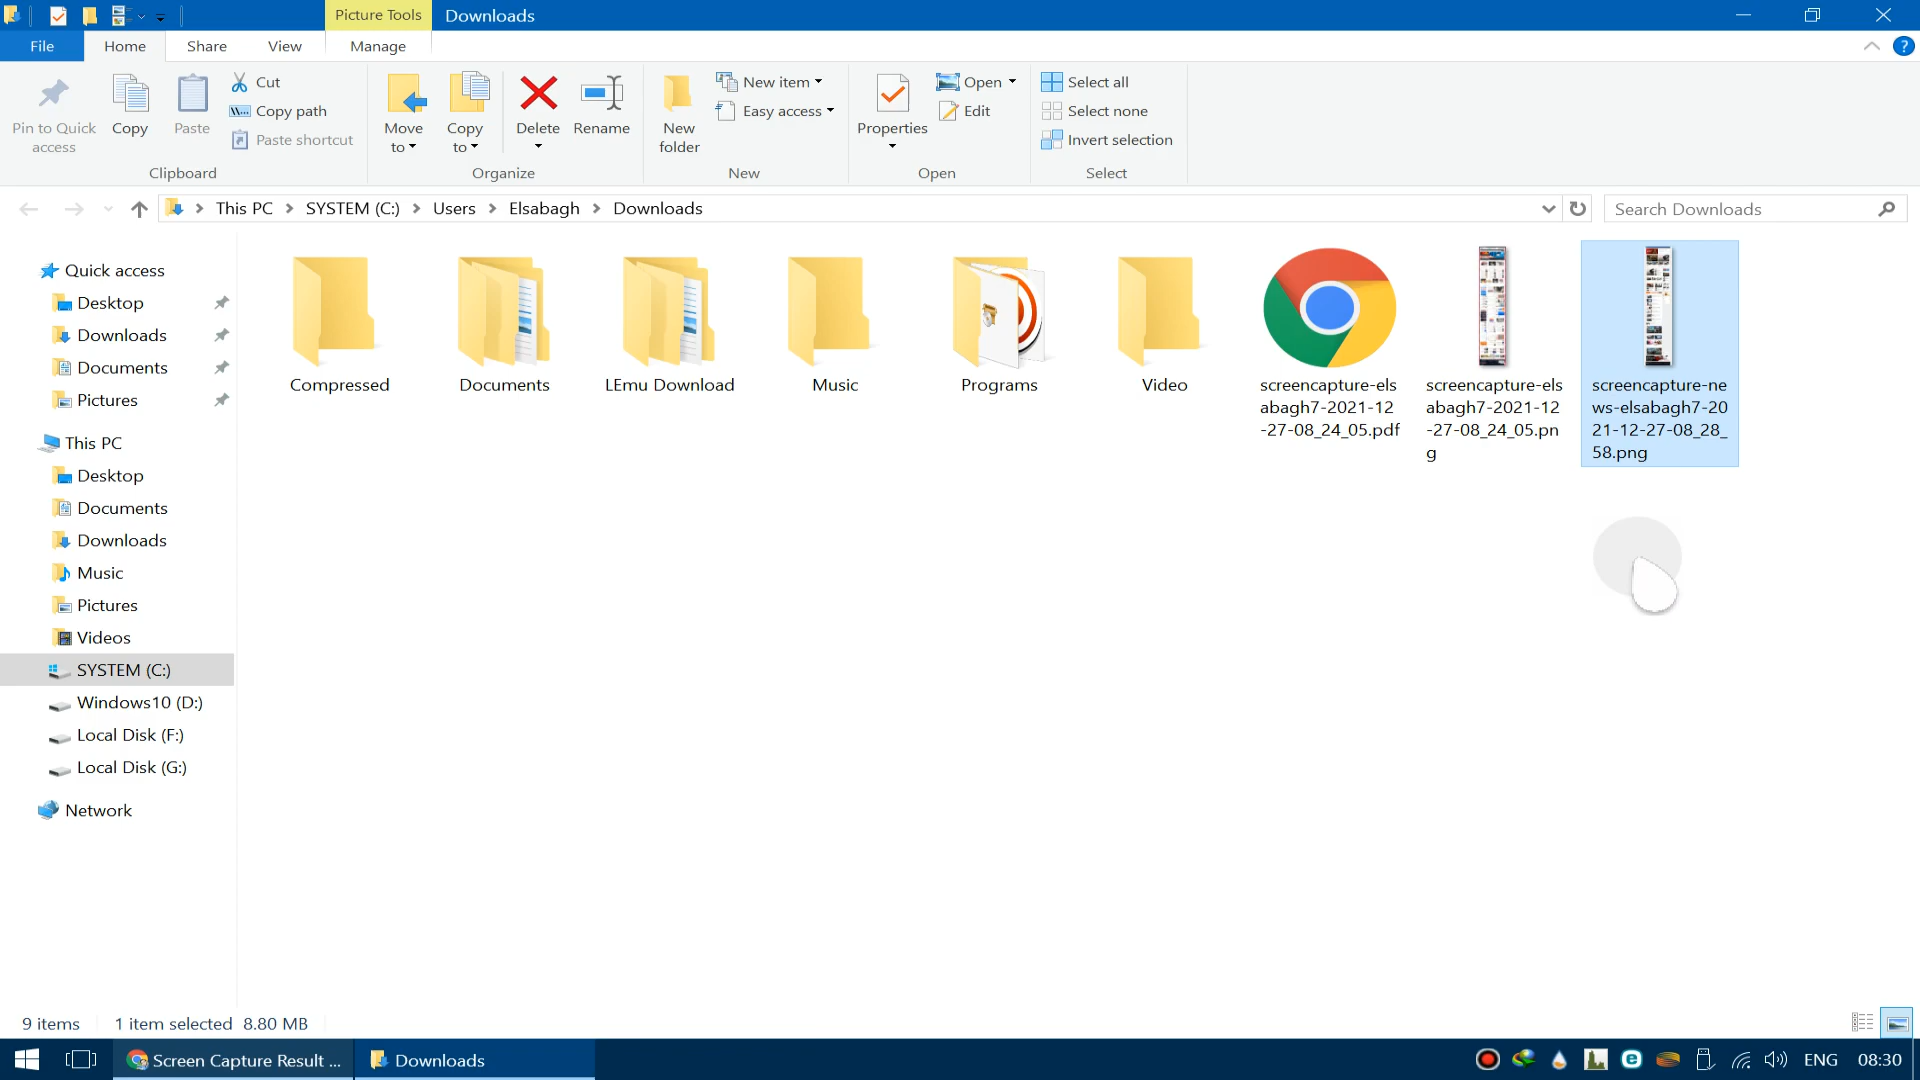 Picture Tools
Downloads
File
Home
Share
View
Manage
Pin to Quick
access
Copy
Paste
Cut
Copy path
Paste shortcut
Clipboard
Move
to
Copy
to
Delete
Rename
Organize
New
folder
New item
Easy access
New
Properties
Open
Edit
Open
Select all
Select none
Invert selection
Select
This PC
SYSTEM (C:)
Users
Elsabagh
Downloads
Search Downloads
Quick access
Desktop
Downloads
Documents
Pictures
This PC
Desktop
Documents
Downloads
Music
Pictures
Videos
SYSTEM (C:)
Windows10 (D:)
Local Disk (F:)
Local Disk (G:)
Network
Compressed
Documents
LEmu Download
Music
Programs
Video
screencapture-els
abagh7-2021-12
-27-08_24_05.pdf
screencapture-els
abagh7-2021-12
-27-08_24_05.pn
g
screencapture-ne
ws-elsabagh7-20
21-12-27-08_28_
58.png
9 items
1 item selected 8.80 MB
Screen Capture Result ...
Downloads
ENG
08:30